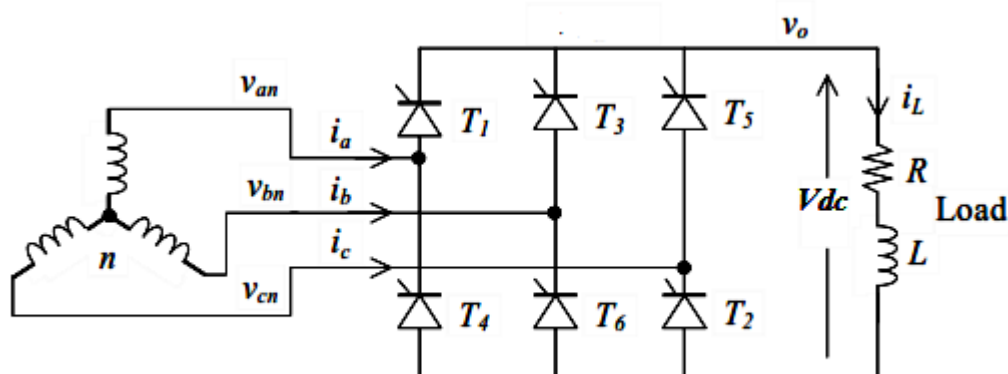 v_o
v_an
i_a
T_1
T_3
T_5
i_L
v_bn
i_b
R
Vdc
Load
n
i_c
L
v_cn
T_4
T_6
T_2